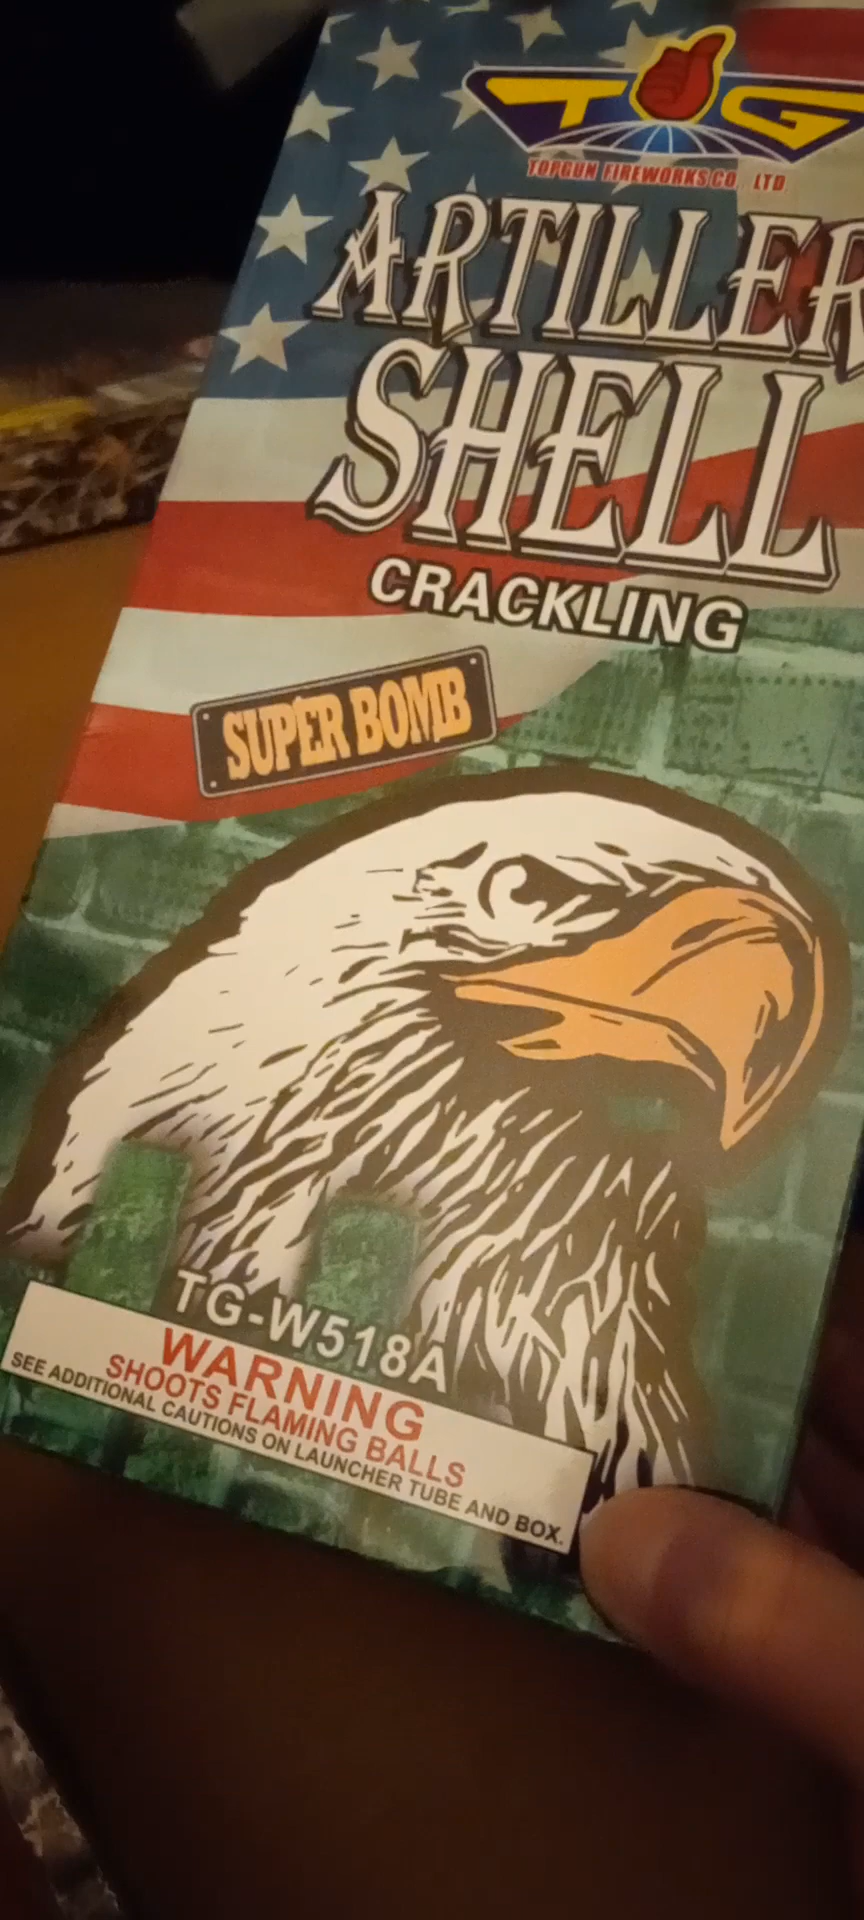 TG
TOPGUN FIREWORKS CO., LTD
ARTILLER
SHELL
CRACKLING
SUPER BOMB
TG-W518A
WARNING
SHOOTS FLAMING BALLS
SEE ADDITIONAL CAUTIONS ON LAUNCHER TUBE AND BOX.